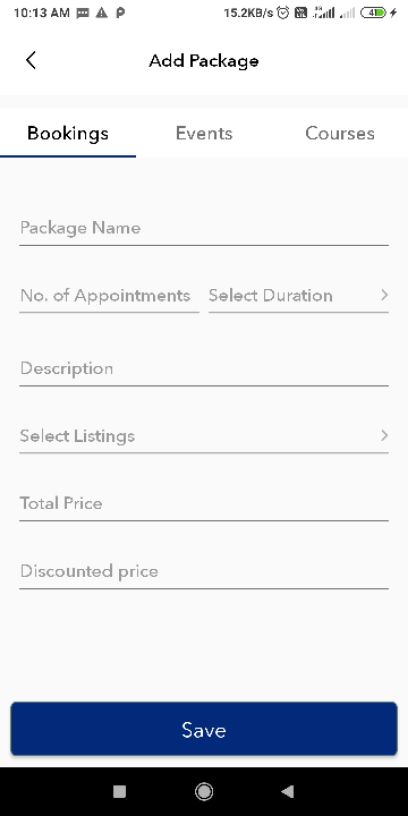 10:13 AM 15.2KB/s
Add Package
Bookings Events Courses
Package Name
No. of Appointments Select Duration
Description
Select Listings
Total Price
Discounted price
Save